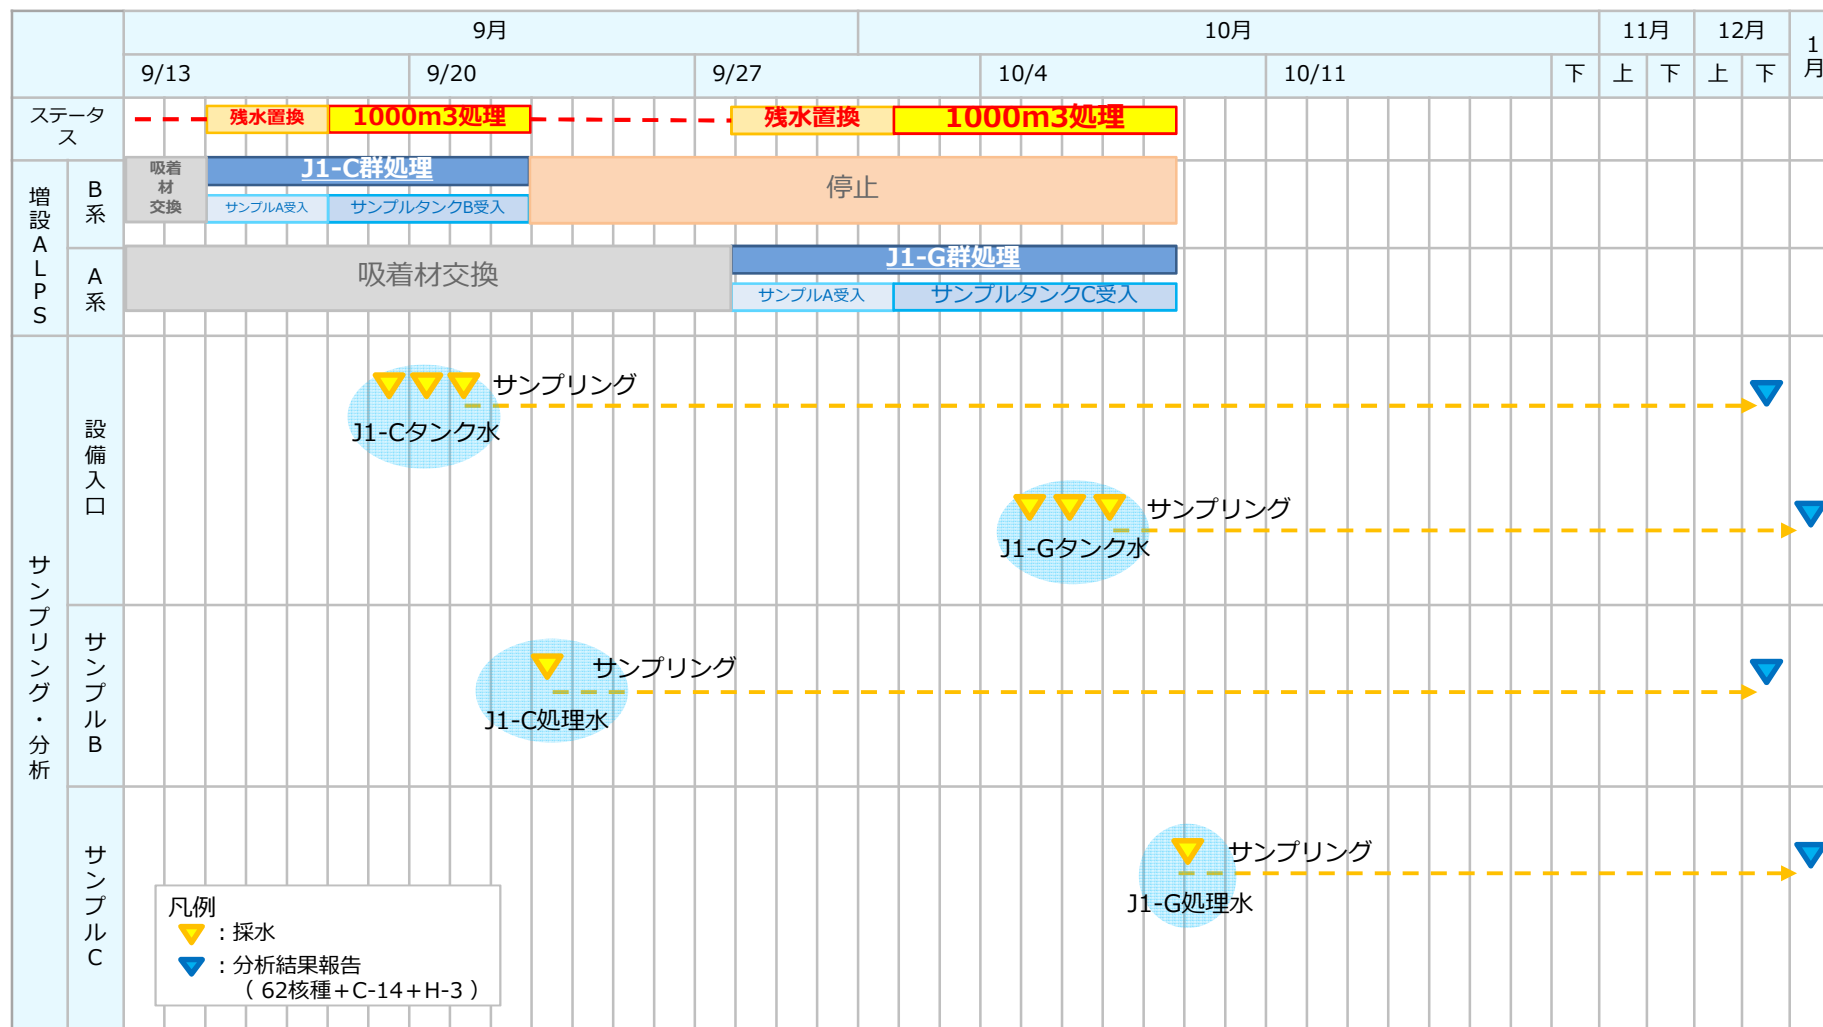 9月
10月
11月
12月
1
月
9/13
9/20
9/27
10/4
10/11
下
上
下
上
下
ステータ
ス
残水置換
1000m3処理
残水置換
1000m3処理
増設ALPS
B系
吸着
材
交換
J1-C群処理
サンプルA受入
サンプルタンクB受入
停止
A系
吸着材交換
J1-G群処理
サンプルA受入
サンプルタンクC受入
サンプリング・分析
設備入口
サンプリング
J1-Cタンク水
サンプリング
J1-Gタンク水
サンプルB
サンプリング
J1-C処理水
サンプルC
サンプリング
J1-G処理水
凡例
：採水
：分析結果報告
（ 62核種＋C-14＋H-3 ）